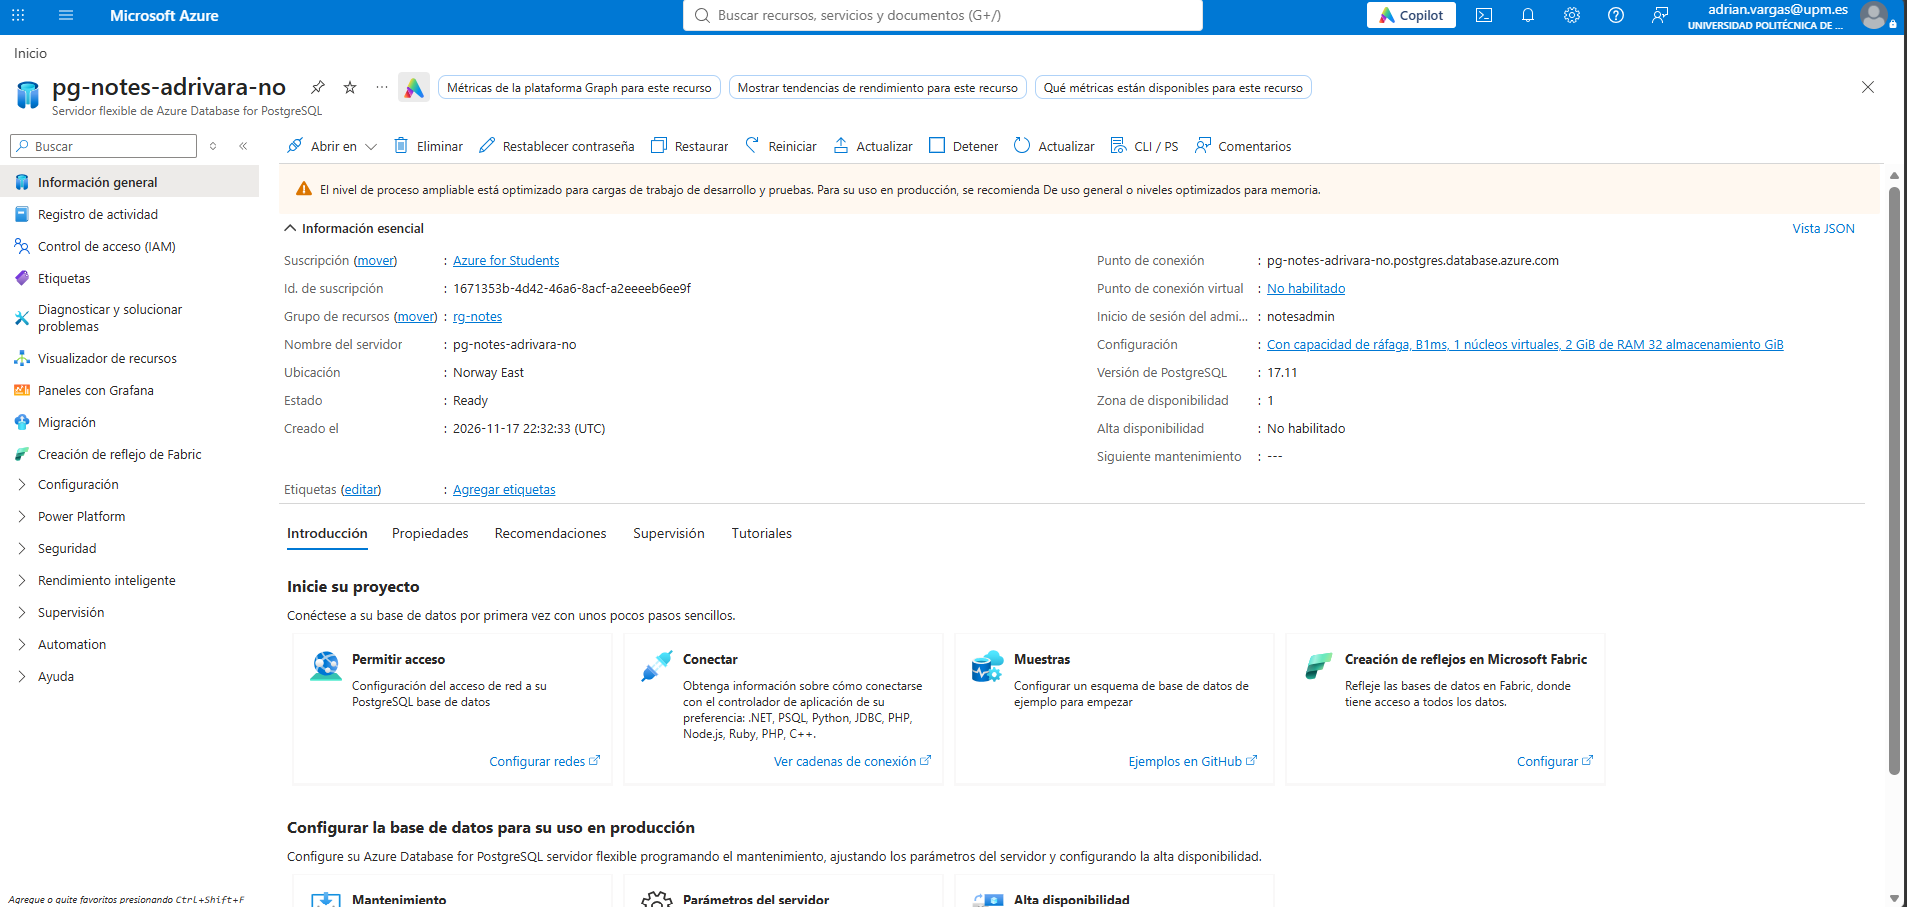 Microsoft Azure
Buscar recursos, servicios y documentos (G+/)
Copilot
adrian.vargas@upm.es
UNIVERSIDAD POLITÉCNICA DE ...
Inicio
pg-notes-adrivara-no
Servidor flexible de Azure Database for PostgreSQL
Métricas de la plataforma Graph para este recurso
Mostrar tendencias de rendimiento para este recurso
Qué métricas están disponibles para este recurso
Buscar
Abrir en
Eliminar
Restablecer contraseña
Restaurar
Reiniciar
Actualizar
Detener
Actualizar
CLI / PS
Comentarios
Información general
Registro de actividad
Control de acceso (IAM)
Etiquetas
Diagnosticar y solucionar
problemas
Visualizador de recursos
Paneles con Grafana
Migración
Creación de reflejo de Fabric
Configuración
Power Platform
Seguridad
Rendimiento inteligente
Supervisión
Automation
Ayuda
Agregue o quite favoritos presionando Ctrl+Shift+F
El nivel de proceso ampliable está optimizado para cargas de trabajo de desarrollo y pruebas. Para su uso en producción, se recomienda De uso general o niveles optimizados para memoria.
Información esencial
Vista JSON
Suscripción (mover) : Azure for Students
Id. de suscripción : 1671353b-4d42-46a6-8acf-a2eeeeb6ee9f
Grupo de recursos (mover) : rg-notes
Nombre del servidor : pg-notes-adrivara-no
Ubicación : Norway East
Estado : Ready
Creado el : 2026-11-17 22:32:33 (UTC)
Punto de conexión : pg-notes-adrivara-no.postgres.database.azure.com
Punto de conexión virtual : No habilitado
Inicio de sesión del admi... : notesadmin
Configuración : Con capacidad de ráfaga, B1ms, 1 núcleos virtuales, 2 GiB de RAM 32 almacenamiento GiB
Versión de PostgreSQL : 17.11
Zona de disponibilidad : 1
Alta disponibilidad : No habilitado
Siguiente mantenimiento : ---
Etiquetas (editar) : Agregar etiquetas
Introducción
Propiedades
Recomendaciones
Supervisión
Tutoriales
Inicie su proyecto
Conéctese a su base de datos por primera vez con unos pocos pasos sencillos.
Permitir acceso
Configuración del acceso de red a su
PostgreSQL base de datos
Configurar redes
Conectar
Obtenga información sobre cómo conectarse
con el controlador de aplicación de su
preferencia: .NET, PSQL, Python, JDBC, PHP,
Node.js, Ruby, PHP, C++.
Ver cadenas de conexión
Muestras
Configurar un esquema de base de datos de
ejemplo para empezar
Ejemplos en GitHub
Creación de reflejos en Microsoft Fabric
Refleje las bases de datos en Fabric, donde
tiene acceso a todos los datos.
Configurar
Configurar la base de datos para su uso en producción
Configure su Azure Database for PostgreSQL servidor flexible programando el mantenimiento, ajustando los parámetros del servidor y configurando la alta disponibilidad.
Mantenimiento
Parámetros del servidor
Alta disponibilidad